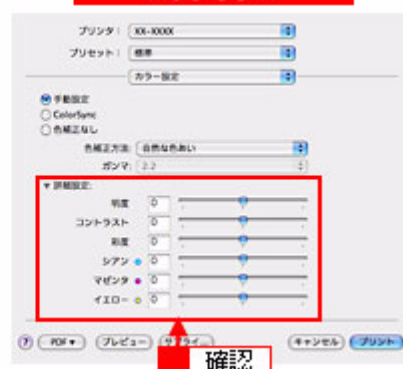 プリンタ： XX-XXXX
プリセット： 標準
カラー設定
手動設定
ColorSync
色補正なし
色補正方法： 自然な色あい
ガンマ： 2.2
▼ 詳細設定：
明度 0
コントラスト 0
彩度 0
シアン 0
マゼンタ 0
イエロー 0
? PDF ▼ プレビュー キャンセル プリント
確認